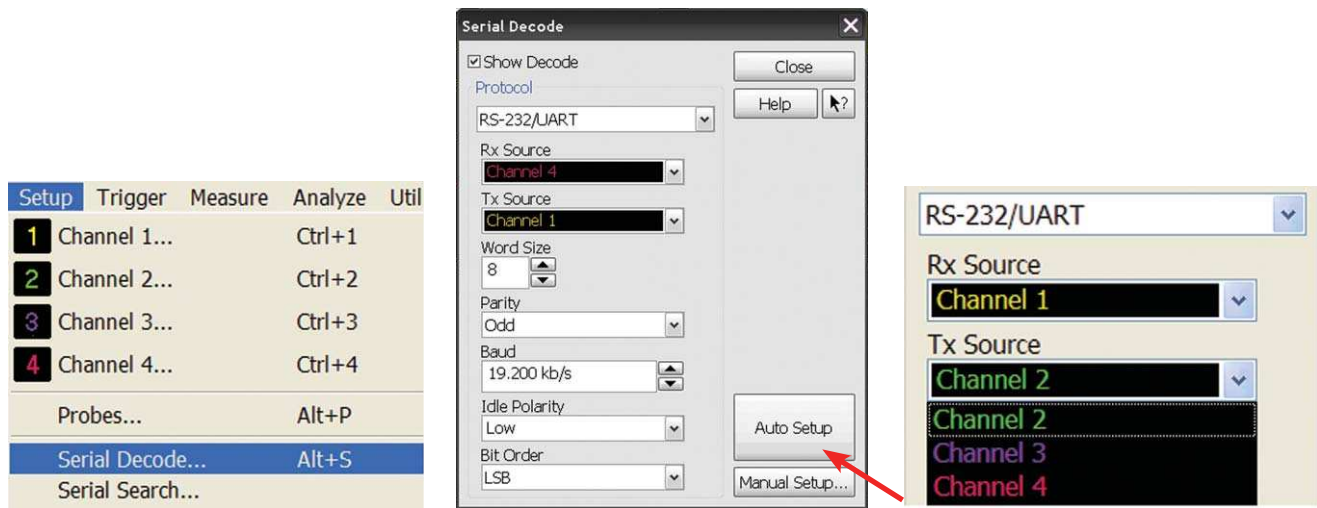 Setup Trigger Measure Analyze Util
1 Channel 1... Ctrl+1
2 Channel 2... Ctrl+2
3 Channel 3... Ctrl+3
4 Channel 4... Ctrl+4
Probes... Alt+P
Serial Decode... Alt+S
Serial Search...
Serial Decode
Show Decode
Close
Protocol
Help
?
RS-232/UART
Rx Source
Channel 4
Tx Source
Channel 1
Word Size
8
Parity
Odd
Baud
19.200 kb/s
Idle Polarity
Low
Auto Setup
Bit Order
LSB
Manual Setup...
RS-232/UART
Rx Source
Channel 1
Tx Source
Channel 2
Channel 2
Channel 3
Channel 4